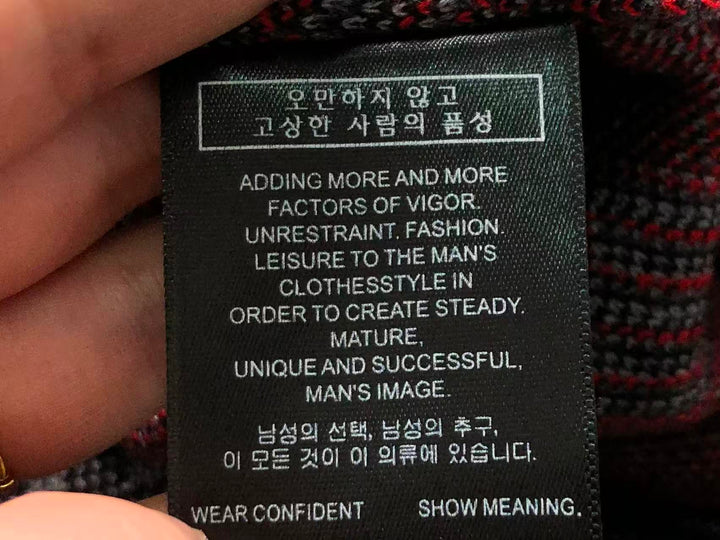 오만하지 않고
고상한 사람의 품성
ADDING MORE AND MORE
FACTORS OF VIGOR.
UNRESTRAINT. FASHION.
LEISURE TO THE MAN'S
CLOTHESSTYLE IN
ORDER TO CREATE STEADY.
MATURE,
UNIQUE AND SUCCESSFUL,
MAN'S IMAGE.
남성의 선택, 남성의 추구,
이 모든 것이 이 의류에 있습니다.
WEAR CONFIDENT SHOW MEANING.